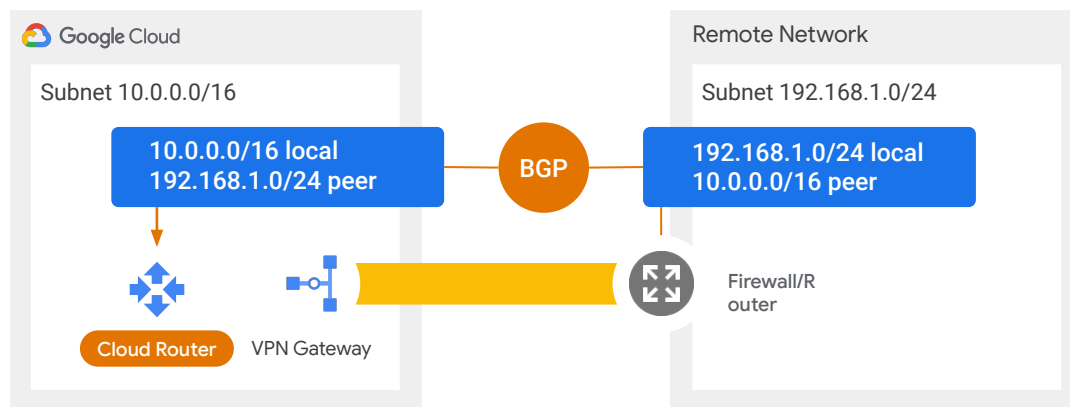 Google Cloud
Subnet 10.0.0.0/16
10.0.0.0/16 local
192.168.1.0/24 peer
Cloud Router
VPN Gateway
BGP
Remote Network
Subnet 192.168.1.0/24
192.168.1.0/24 local
10.0.0.0/16 peer
Firewall/R
outer